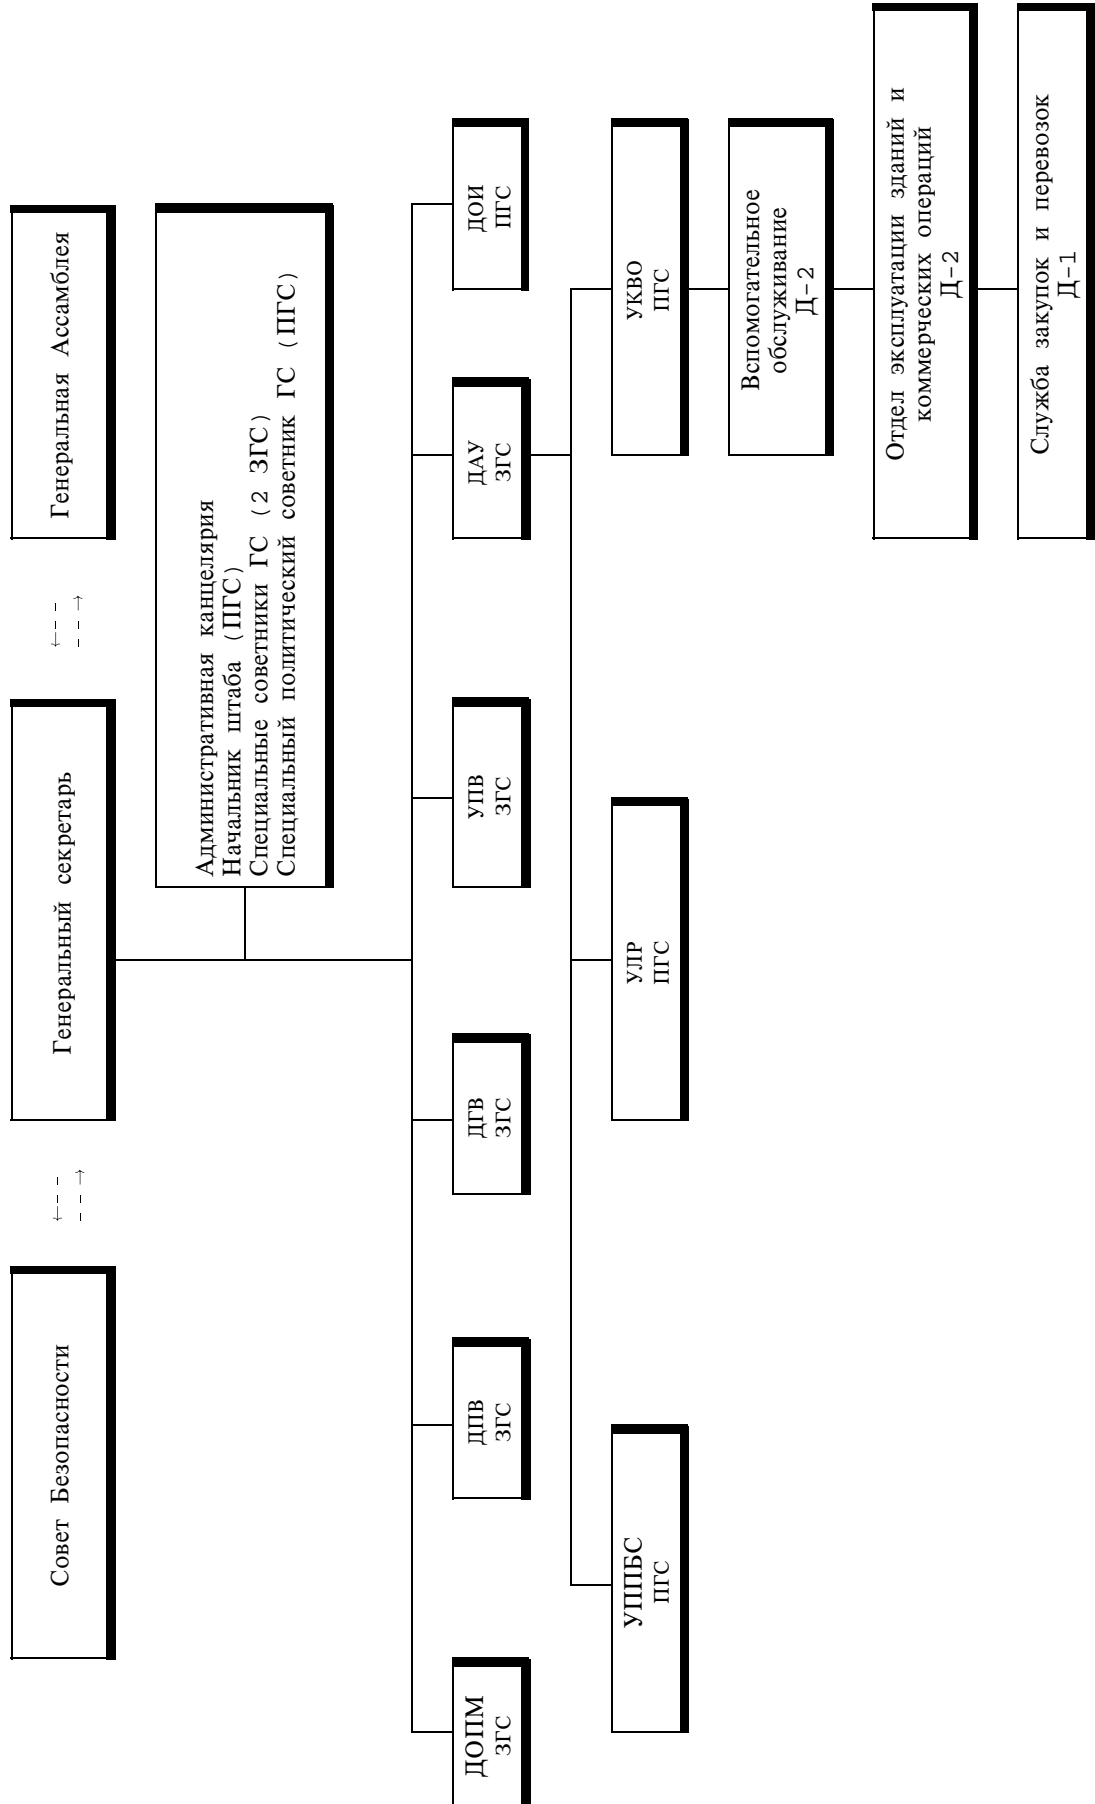 Совет Безопасности
Генеральный секретарь
Генеральная Ассамблея
Административная канцелярия
Начальник штаба (ПГС)
Специальные советники ГС (2 ЗГС)
Специальный политический советник ГС (ПГС)
ДОПМ
ЗГС
ДПВ
ЗГС
ДГВ
ЗГС
УПВ
ЗГС
ДАУ
ЗГС
ДОИ
ПГС
УППБС
ПГС
УЛР
ПГС
УКВО
ПГС
Вспомогательное
обслуживание
Д-2
Отдел эксплуатации зданий и
коммерческих операций
Д-2
Служба закупок и перевозок
Д-1